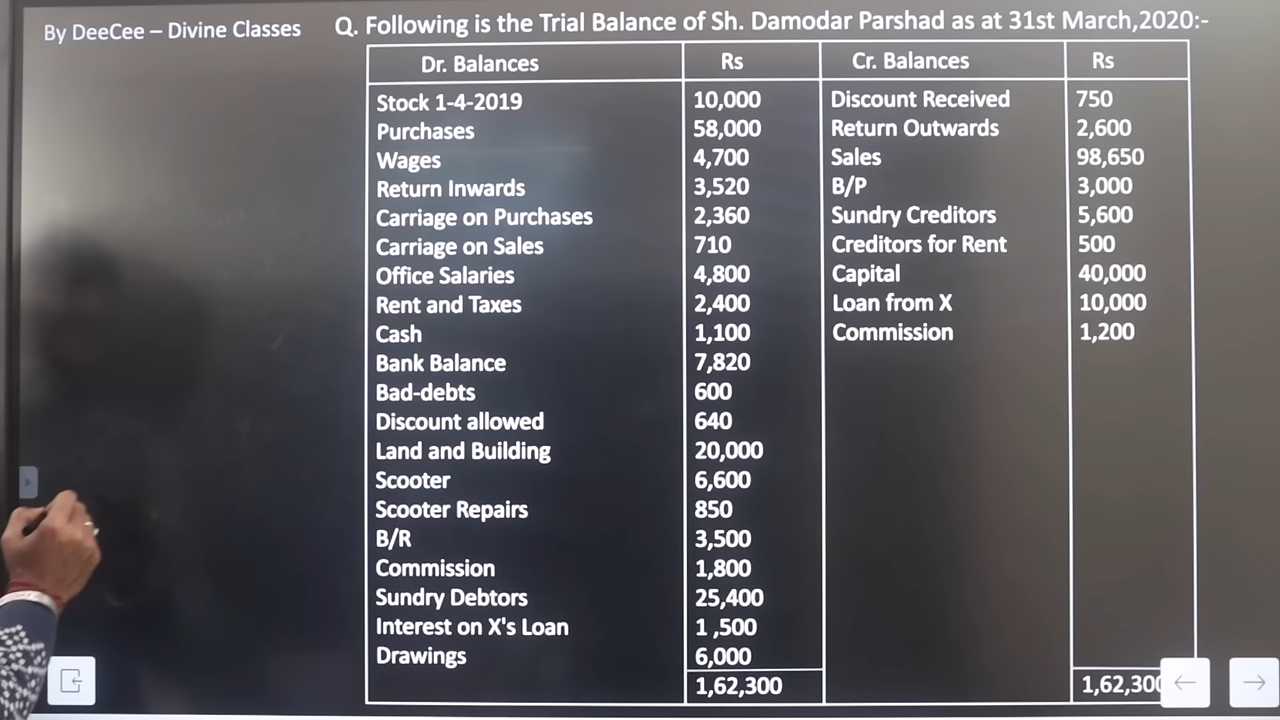 By DeeCee – Divine Classes
Q. Following is the Trial Balance of Sh. Damodar Parshad as at 31st March,2020:-
Dr. Balances Rs Cr. Balances Rs
Stock 1-4-2019 10,000 Discount Received 750
Purchases 58,000 Return Outwards 2,600
Wages 4,700 Sales 98,650
Return Inwards 3,520 B/P 3,000
Carriage on Purchases 2,360 Sundry Creditors 5,600
Carriage on Sales 710 Creditors for Rent 500
Office Salaries 4,800 Capital 40,000
Rent and Taxes 2,400 Loan from X 10,000
Cash 1,100 Commission 1,200
Bank Balance 7,820
Bad-debts 600
Discount allowed 640
Land and Building 20,000
Scooter 6,600
Scooter Repairs 850
B/R 3,500
Commission 1,800
Sundry Debtors 25,400
Interest on X's Loan 1 ,500
Drawings 6,000
1,62,300 1,62,300